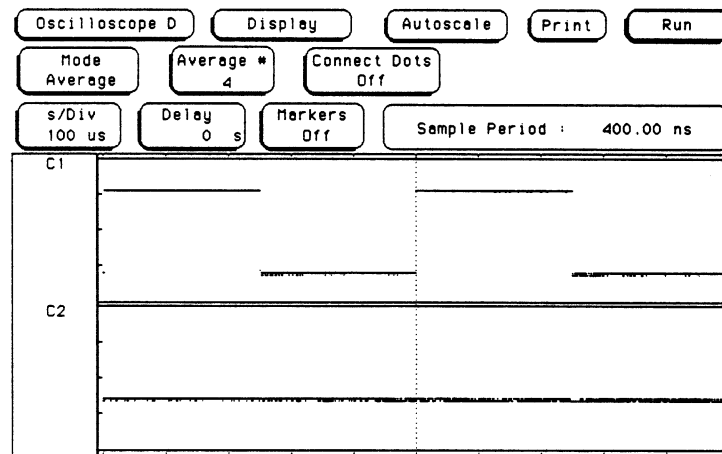 Oscilloscope D Display Autoscale Print Run
Mode Average # Connect Dots
Average 4 Off
s/Div Delay Markers Sample Period : 400.00 ns
100 us 0 s Off
C1
C2